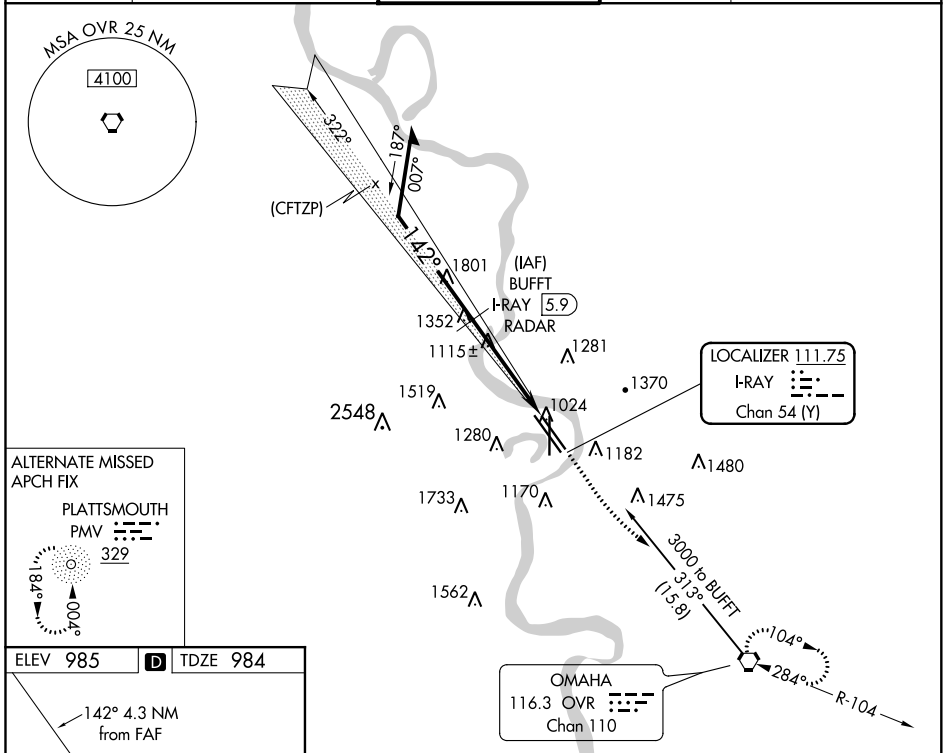 MSA OVR 25 NM
4100
322°
187°
007°
(CFTZP)
142°
1801
(IAF)
BUFFT
I-RAY 5.9
RADAR
1352
1115±
1281
LOCALIZER 111.75
I-RAY
Chan 54 (Y)
1370
1519
1024
2548
1280
1182
1480
1733
1170
1475
1562
ALTERNATE MISSED
APCH FIX
PLATTSMOUTH
PMV
329
184°
004°
3000 to BUFFT
313°
(15.8)
104°
284°
R-104
OMAHA
116.3 OVR
Chan 110
ELEV 985 D TDZE 984
142° 4.3 NM
from FAF